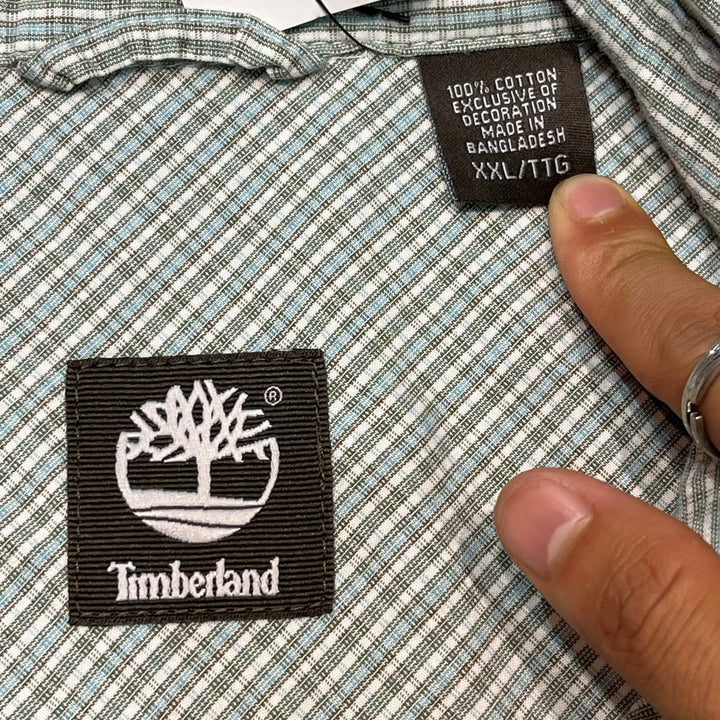 100% COTTON
EXCLUSIVE OF
DECORATION
MADE IN
BANGLADESH
XXL/TTG
®
Timberland